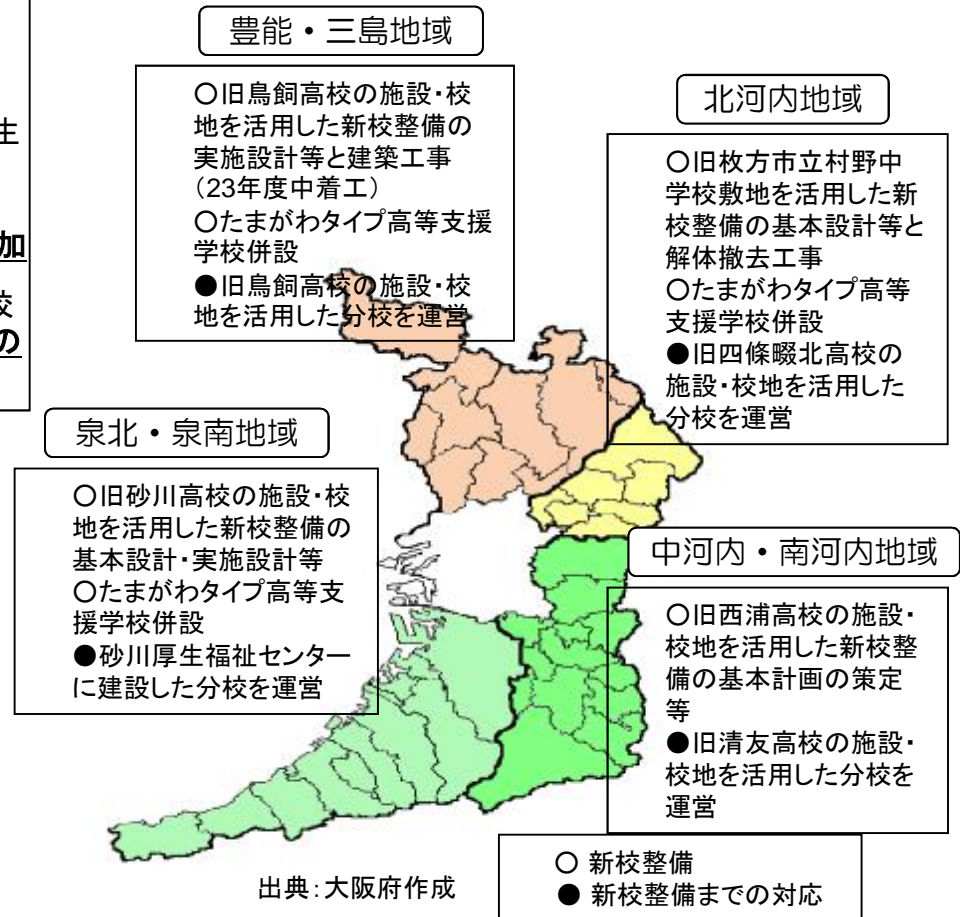 生
加
校
の
豊能・三島地域
○旧鳥飼高校の施設・校
地を活用した新校整備の
実施設計等と建築工事
（23年度中着工）
○たまがわタイプ高等支援
学校併設
●旧鳥飼高校の施設・校
地を活用した分校を運営
北河内地域
○旧枚方市立村野中
学校敷地を活用した新
校整備の基本設計等と
解体撤去工事
○たまがわタイプ高等
支援学校併設
●旧四條畷北高校の
施設・校地を活用した
分校を運営
泉北・泉南地域
○旧砂川高校の施設・校
地を活用した新校整備の
基本設計・実施設計等
○たまがわタイプ高等支
援学校併設
●砂川厚生福祉センター
に建設した分校を運営
中河内・南河内地域
○旧西浦高校の施設・
校地を活用した新校整
備の基本計画の策定
等
●旧清友高校の施設・
校地を活用した分校を
運営
出典：大阪府作成
○ 新校整備
● 新校整備までの対応